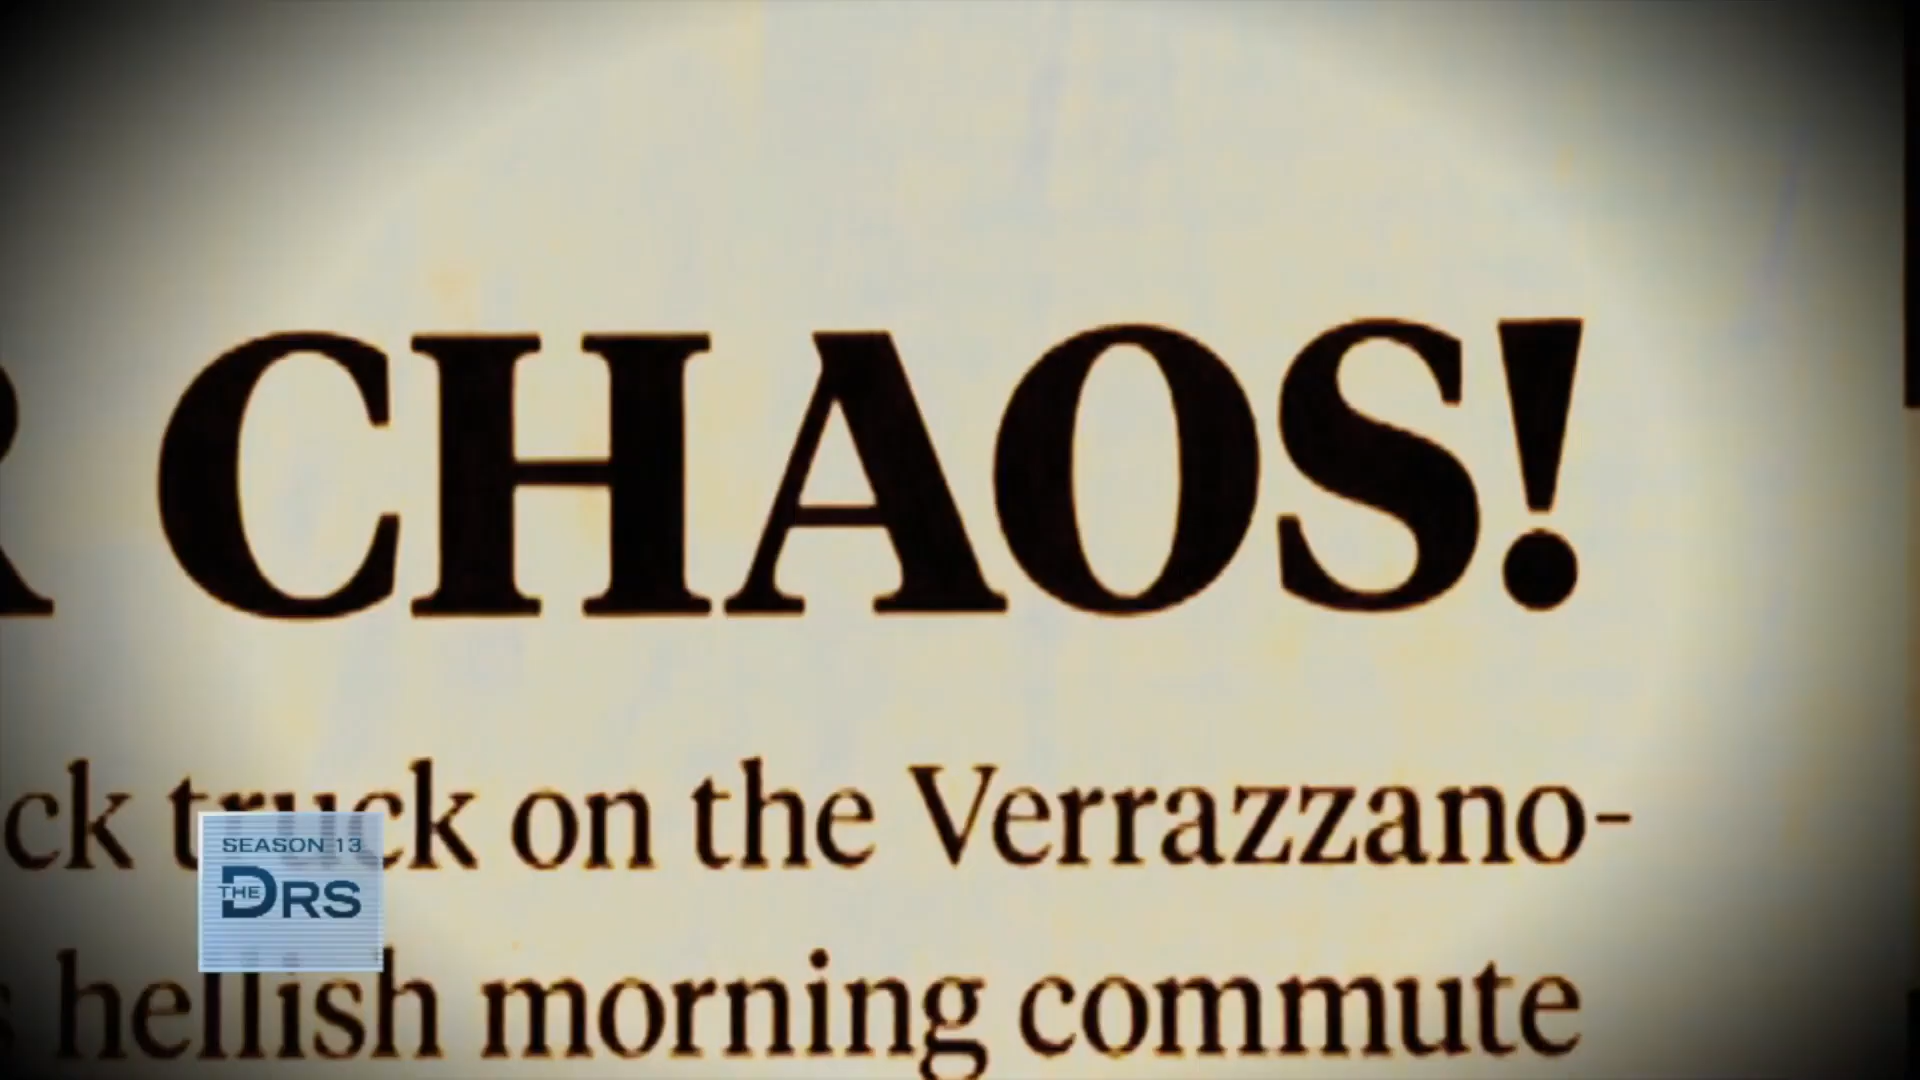 R CHAOS!
ck truck on the Verrazzano-
SEASON 13
THE DRS
s hellish morning commute